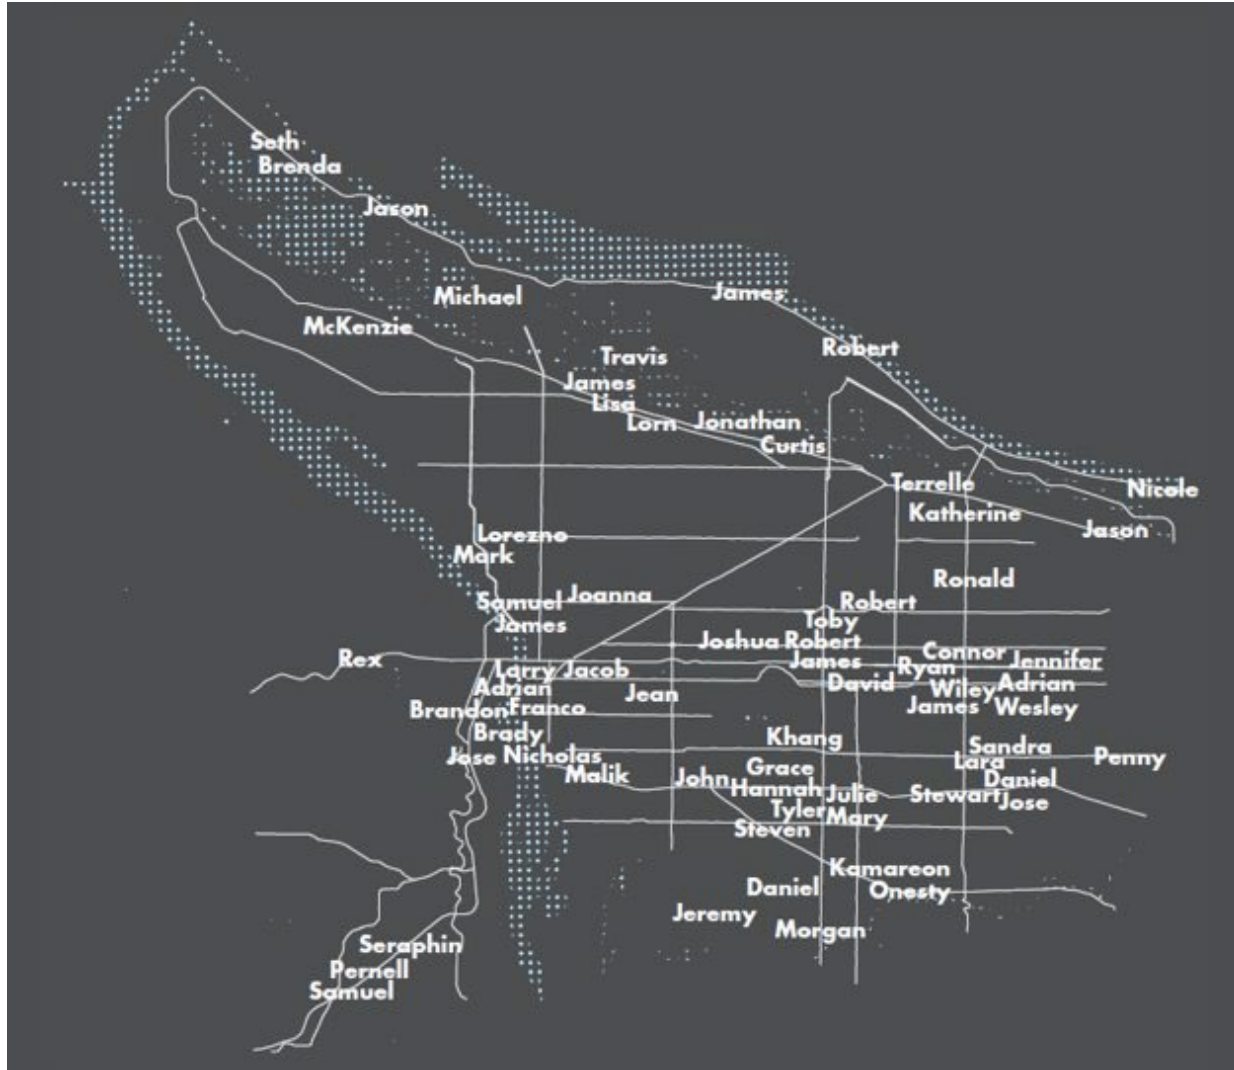 Seth
Brenda
Jason
Michael
James
McKenzie
Robert
Travis
James
Lisa
Lorn
Jonathan
Curtis
Terrelle
Nicole
Katherine
Jason
Lorezno
Mark
Ronald
Samuel
Joanna
Robert
James
Toby
Joshua
Robert
Connor
Rex
James
Ryan
Jennifer
Larry
Jacob
David
Adrian
Adrian
Jean
Wiley
Brandon
Franco
James
Wesley
Brady
Khang
Sandra
Jose
Nicholas
Lara
Penny
Malik
John
Grace
Daniel
Hannah
Julie
Stewart
Jose
Tyler
Mary
Steven
Kamareon
Daniel
Onesty
Jeremy
Morgan
Seraphin
Pernell
Samuel